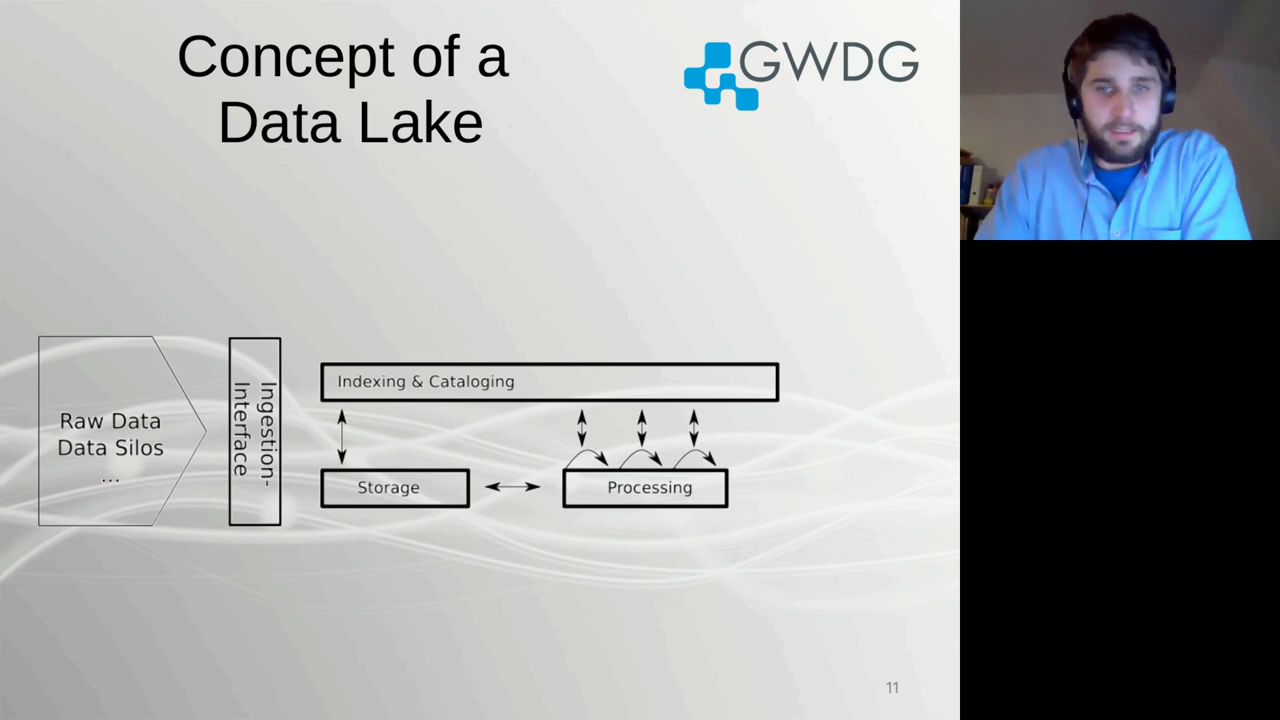 Concept of a
Data Lake
GWDG
Raw Data
Data Silos
...
Ingestion-
Interface
Indexing & Cataloging
Storage
Processing
11